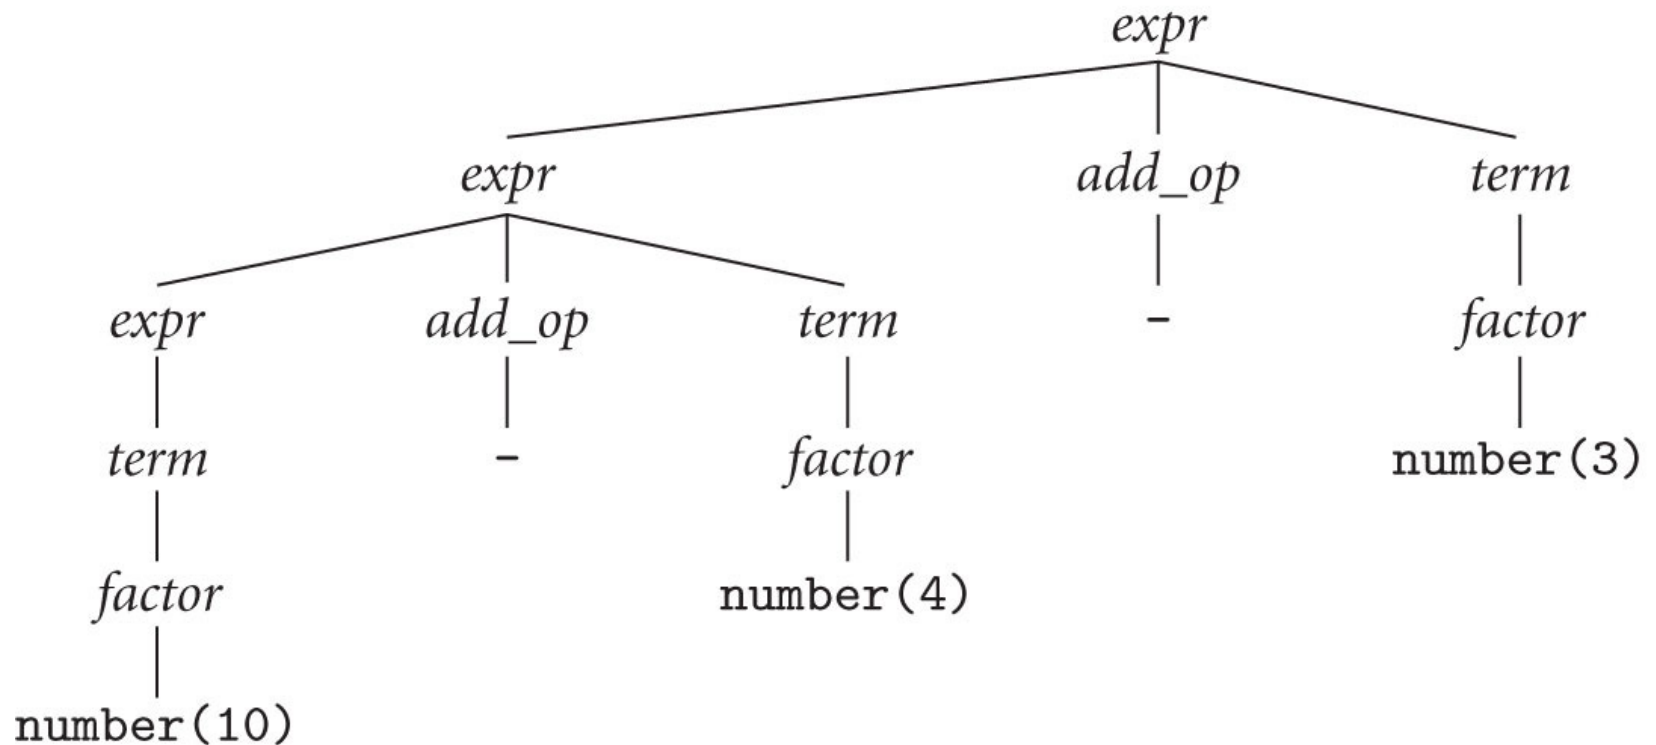 expr
expr add_op term
expr add_op term - factor
term - factor number(3)
factor number(4)
number(10)